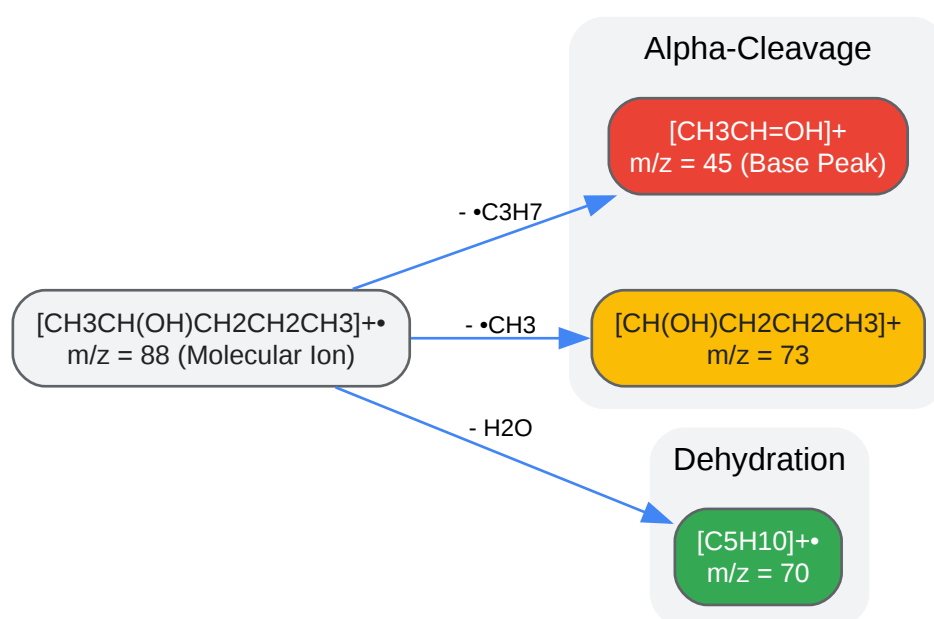 Alpha-Cleavage
[CH3CH=OH]+
m/z = 45 (Base Peak)
- •C3H7
[CH3CH(OH)CH2CH2CH3]+•
m/z = 88 (Molecular Ion)
- •CH3
[CH(OH)CH2CH2CH3]+
m/z = 73
- H2O
Dehydration
[C5H10]+•
m/z = 70